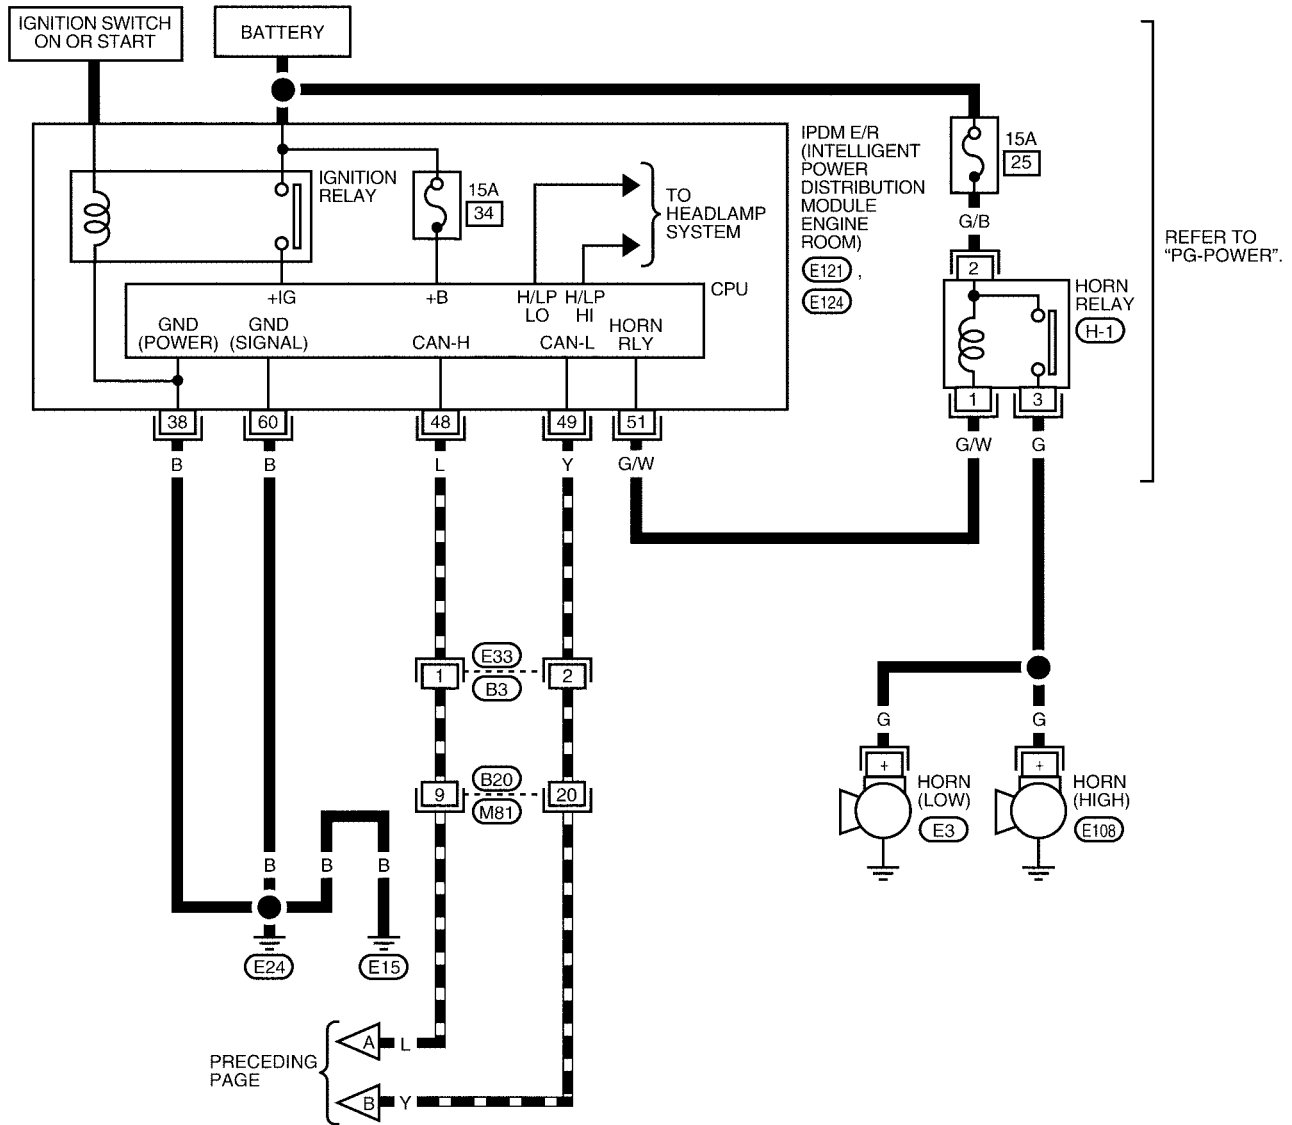 IGNITION SWITCH
ON OR START
BATTERY
IPDM E/R
(INTELLIGENT
POWER
DISTRIBUTION
MODULE
ENGINE
ROOM)
E121 ,
E124
15A
25
G/B
REFER TO
“PG-POWER”.
IGNITION
RELAY
15A
34
TO
HEADLAMP
SYSTEM
2
HORN
RELAY
H-1
CPU
+IG
+B
H/LP
LO
H/LP
HI
GND
(POWER)
GND
(SIGNAL)
CAN-H
CAN-L
HORN
RLY
1
3
38
60
48
49
51
B
B
L
Y
G/W
G/W
G
E33
1
2
B3
B20
9
20
M81
G
G
+
+
HORN
(LOW)
E3
HORN
(HIGH)
E108
B
B
B
E24
E15
PRECEDING
PAGE
A
L
B
Y